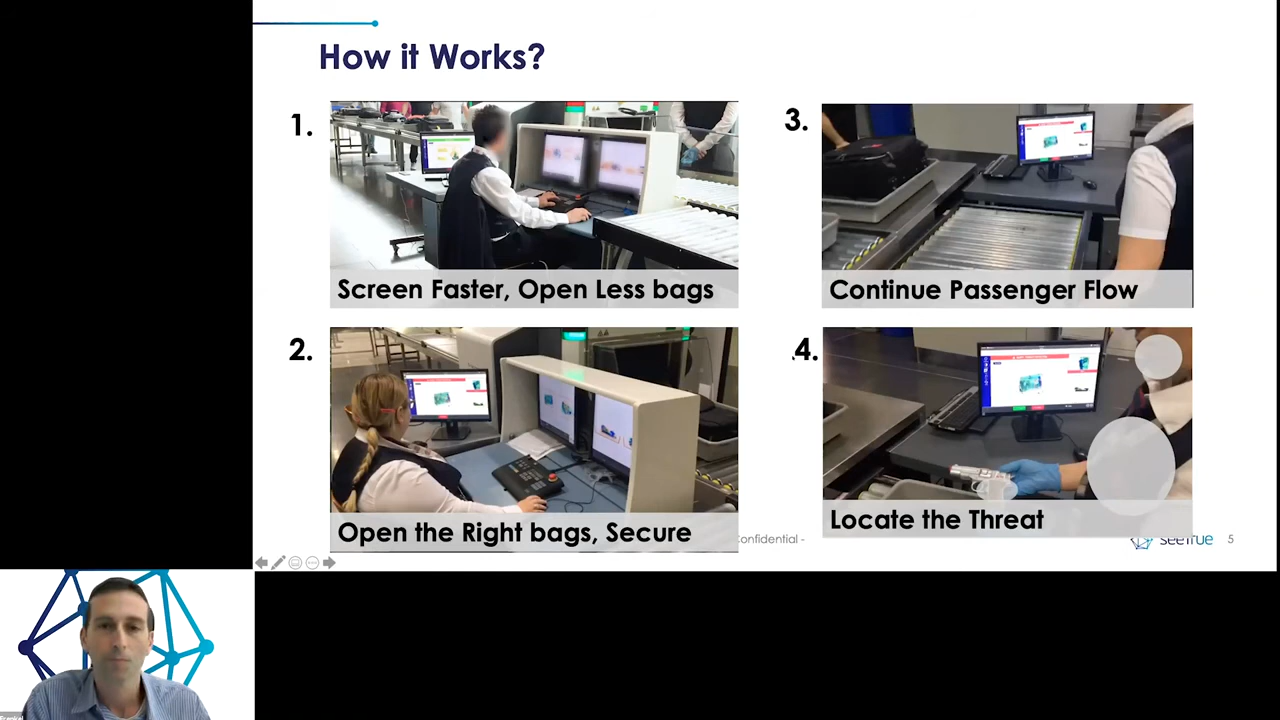 How it Works?
1.
Screen Faster, Open Less bags
2.
Open the Right bags, Secure
3.
Continue Passenger Flow
.4.
Locate the Threat
Confidential -
seeTrue
5